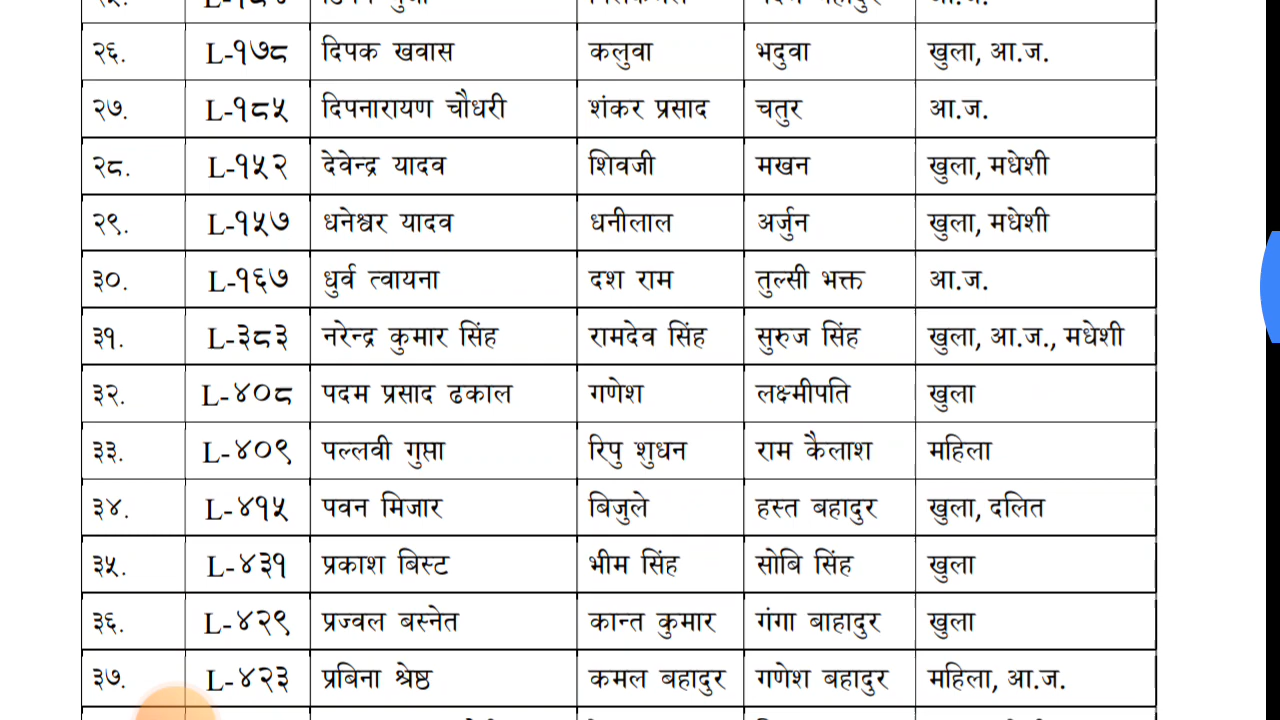 २६. L-१७८ दिपक खवास कलुवा भदुवा खुला, आ.ज.
२७. L-१८५ दिपनारायण चौधरी शंकर प्रसाद चतुर आ.ज.
२८. L-१५२ देवेन्द्र यादव शिवजी मखन खुला, मधेशी
२९. L-१५७ धनेश्वर यादव धनीलाल अर्जुन खुला, मधेशी
३०. L-१६७ धुर्व त्वायना दश राम तुल्सी भक्त आ.ज.
३१. L-३८३ नरेन्द्र कुमार सिंह रामदेव सिंह सुरुज सिंह खुला, आ.ज., मधेशी
३२. L-४०८ पदम प्रसाद ढकाल गणेश लक्ष्मीपति खुला
३३. L-४०९ पल्लवी गुप्ता रिपु शुधन राम कैलाश महिला
३४. L-४१५ पवन मिजार बिजुले हस्त बहादुर खुला, दलित
३५. L-४३१ प्रकाश बिस्ट भीम सिंह सोबि सिंह खुला
३६. L-४२९ प्रज्वल बस्नेत कान्त कुमार गंगा बाहादुर खुला
३७. L-४२३ प्रबिना श्रेष्ठ कमल बहादुर गणेश बहादुर महिला, आ.ज.